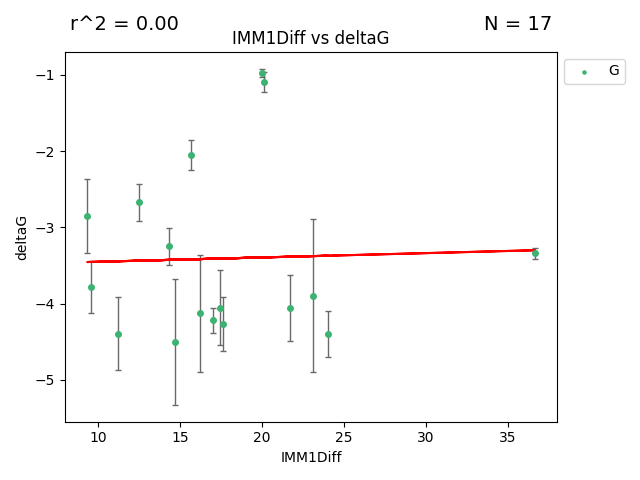 r^2 = 0.00
N = 17
IMM1Diff vs deltaG
G
deltaG
−1
−2
−3
−4
−5
10 15 20 25 30 35
IMM1Diff